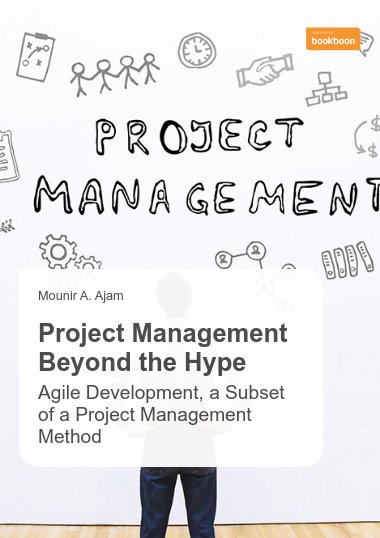 bookboon
PROJECT
MANAGEMENT
Mounir A. Ajam
Project Management
Beyond the Hype
Agile Development, a Subset
of a Project Management
Method